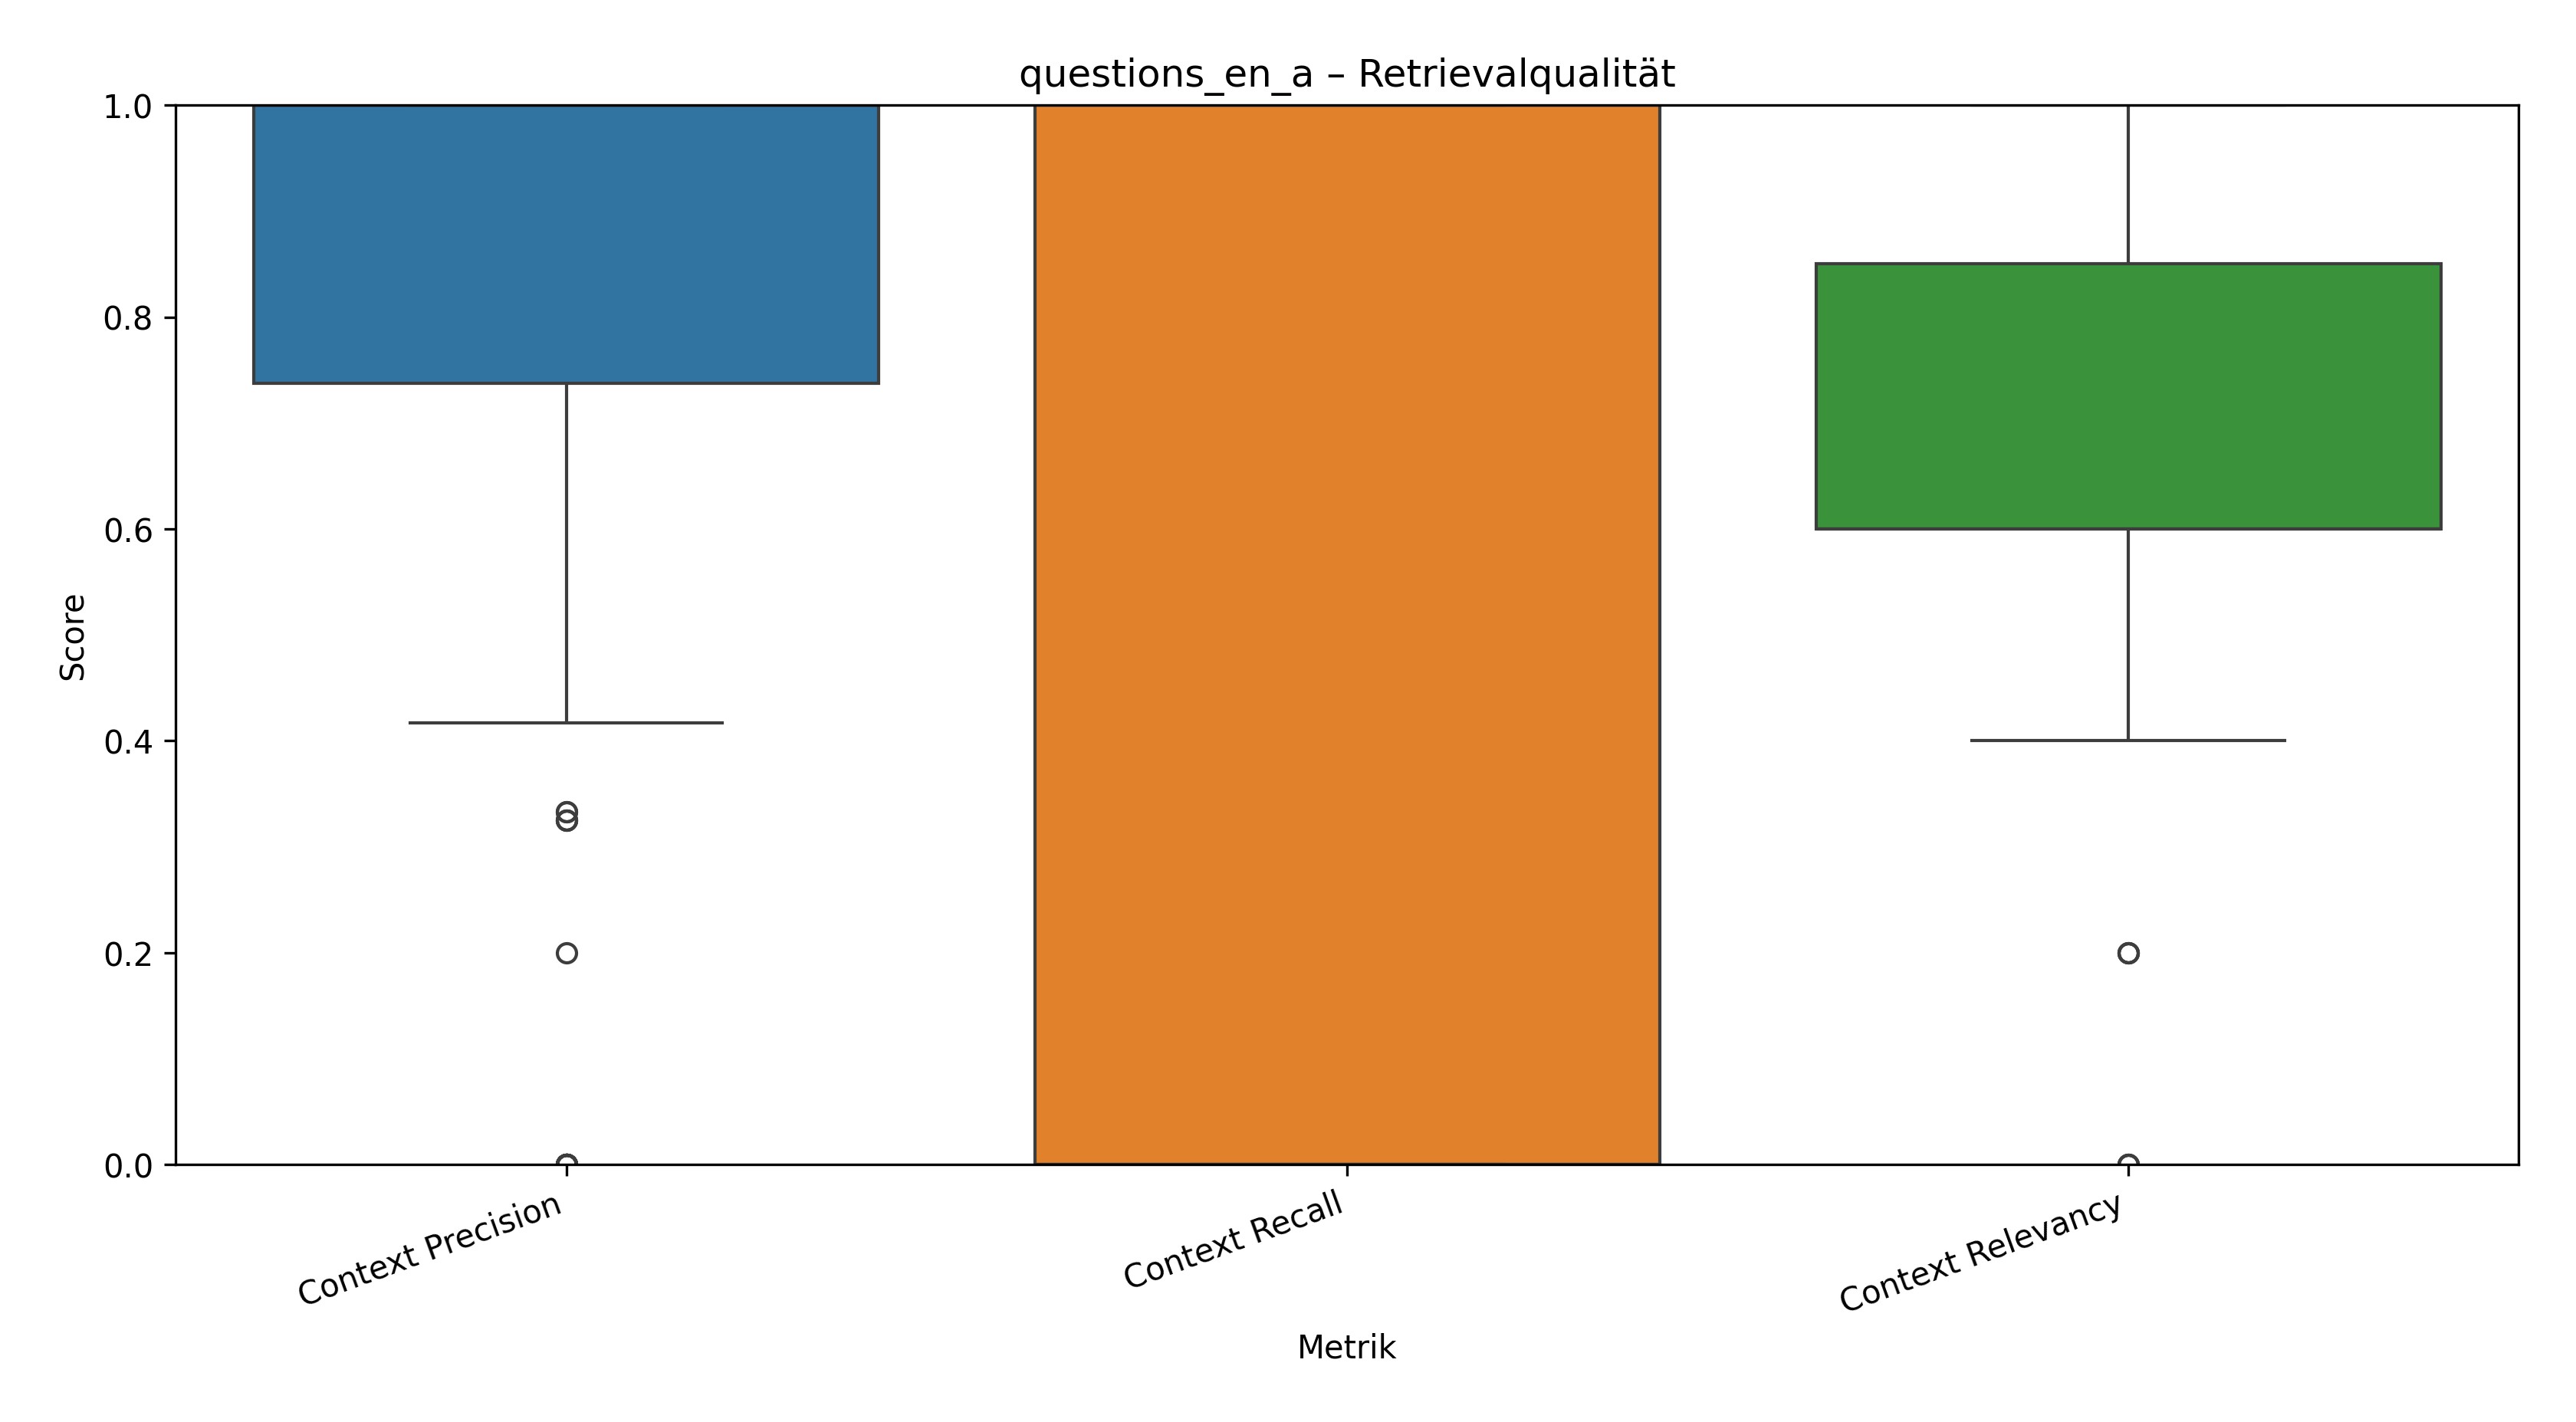 questions_en_a – Retrievalqualität
1.0
0.8
0.6
0.4
0.2
0.0
Score
Context Precision
Context Recall
Context Relevancy
Metrik